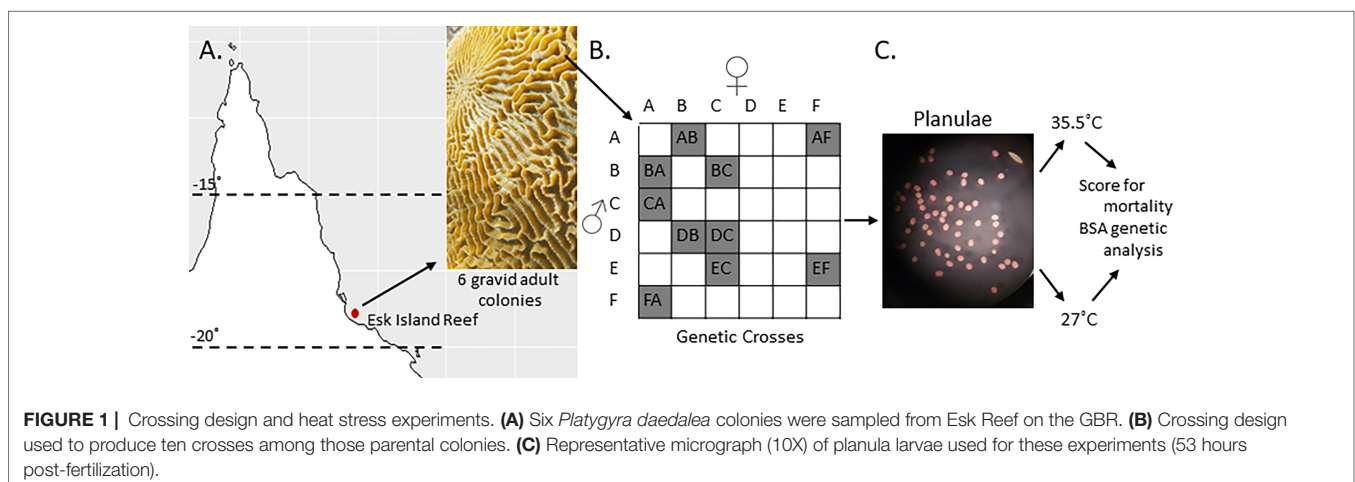 A.
-15°
-20°
Esk Island Reef
6 gravid adult
colonies
B.
♀
A B C D E F
♂
A AB AF
B BA BC
C CA
D DB DC
E EC EF
F FA
Genetic Crosses
C.
Planulae
35.5°C
Score for
mortality
BSA genetic
analysis
27°C
FIGURE 1 | Crossing design and heat stress experiments. (A) Six Platygyra daedalea colonies were sampled from Esk Reef on the GBR. (B) Crossing design
used to produce ten crosses among those parental colonies. (C) Representative micrograph (10X) of planula larvae used for these experiments (53 hours
post-fertilization).